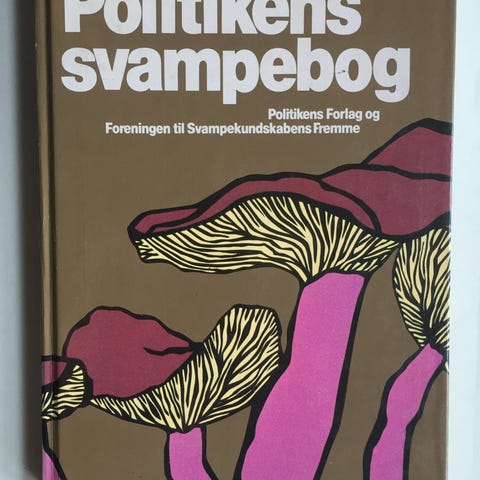 Politikens
svampebog
Politikens Forlag og
Foreningen til Svampekundskabens Fremme